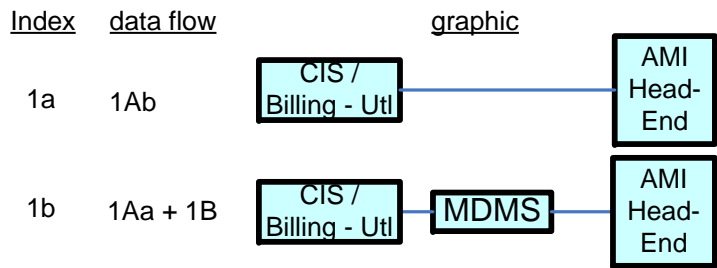 Index data flow graphic
1a 1Ab
CIS /
Billing - Utl
AMI
Head-
End
1b 1Aa + 1B
CIS /
Billing - Utl
MDMS
AMI
Head-
End